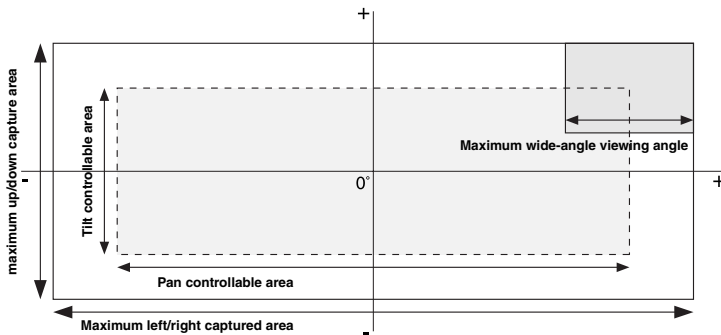 +
maximum up/down capture area
Tilt controllable area
Maximum wide-angle viewing angle
-
0°
+
Pan controllable area
Maximum left/right captured area
-